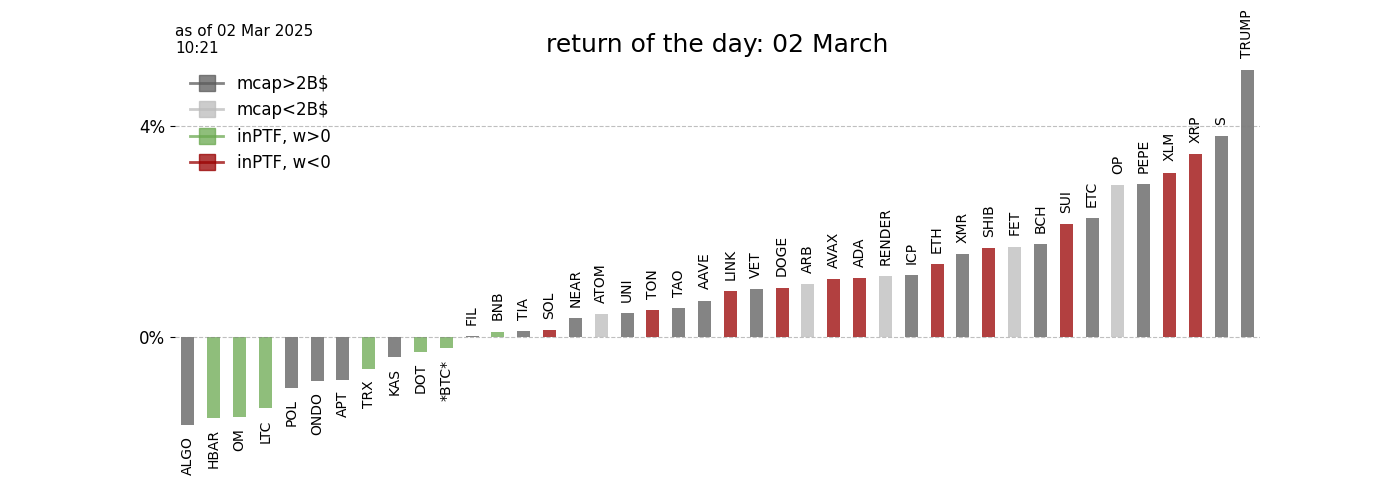 as of 02 Mar 2025
10:21
return of the day: 02 March
mcap>2B$
mcap<2B$
inPTF, w>0
inPTF, w<0
4%
0%
ALGO
HBAR
OM
LTC
POL
ONDO
APT
TRX
KAS
DOT
*BTC*
FIL
BNB
TIA
SOL
NEAR
ATOM
UNI
TON
TAO
AAVE
LINK
VET
DOGE
ARB
AVAX
ADA
RENDER
ICP
ETH
XMR
SHIB
FET
BCH
SUI
ETC
OP
PEPE
XLM
XRP
S
TRUMP